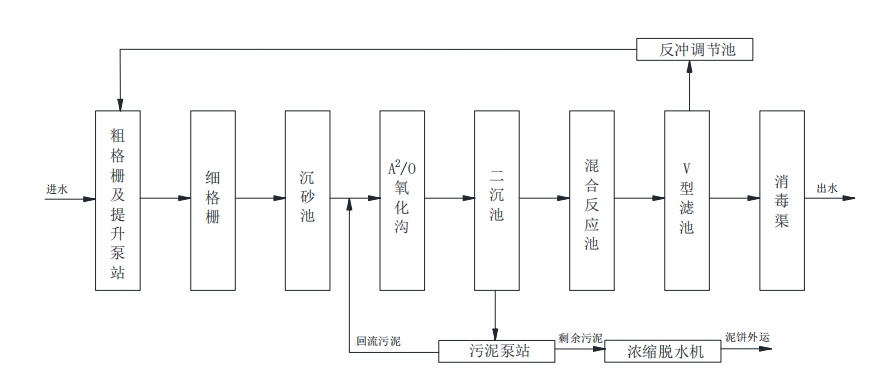 反冲调节池
进水
粗格栅及提升泵站
细格栅
沉砂池
A²/O氧化沟
二沉池
混合反应池
V型滤池
消毒渠
出水
回流污泥
污泥泵站
剩余污泥
浓缩脱水机
泥饼外运